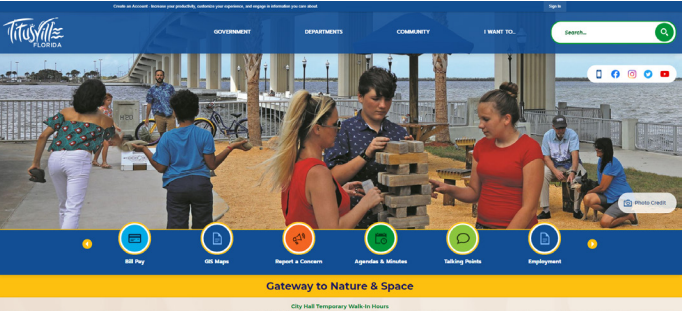 Create an Account - Increase your productivity, customize your experience, and engage in information you care about
Sign In
Titusville
FLORIDA
GOVERNMENT
DEPARTMENTS
COMMUNITY
I WANT TO...
Search...
Photo Credit
Bill Pay
GIS Maps
Report a Concern
Agendas & Minutes
Talking Points
Employment
Gateway to Nature & Space
City Hall Temporary Walk-In Hours